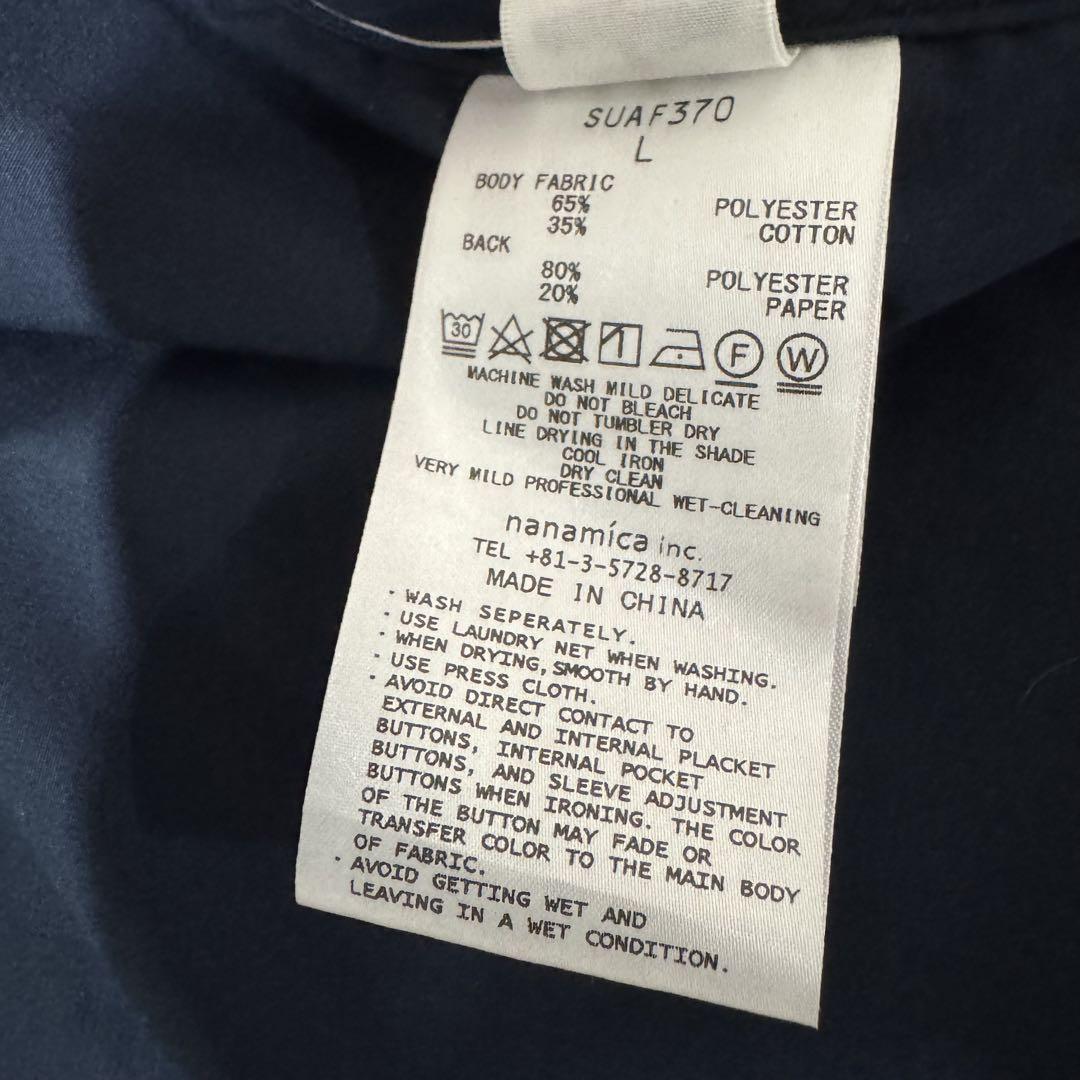 SUAF370
L
BODY FABRIC
65% POLYESTER
35% COTTON
BACK
80% POLYESTER
20% PAPER
30 F W
MACHINE WASH MILD DELICATE
DO NOT BLEACH
DO NOT TUMBLER DRY
LINE DRYING IN THE SHADE
COOL IRON
DRY CLEAN
VERY MILD PROFESSIONAL WET-CLEANING
nanamica inc.
TEL +81-3-5728-8717
MADE IN CHINA
・WASH SEPERATELY.
・USE LAUNDRY NET WHEN WASHING.
・WHEN DRYING, SMOOTH BY HAND.
・USE PRESS CLOTH.
・AVOID DIRECT CONTACT TO
EXTERNAL AND INTERNAL PLACKET
BUTTONS, INTERNAL POCKET
BUTTONS, AND SLEEVE ADJUSTMENT
BUTTONS WHEN IRONING. THE COLOR
OF THE BUTTON MAY FADE OR
TRANSFER COLOR TO THE MAIN BODY
OF FABRIC.
・AVOID GETTING WET AND
LEAVING IN A WET CONDITION.